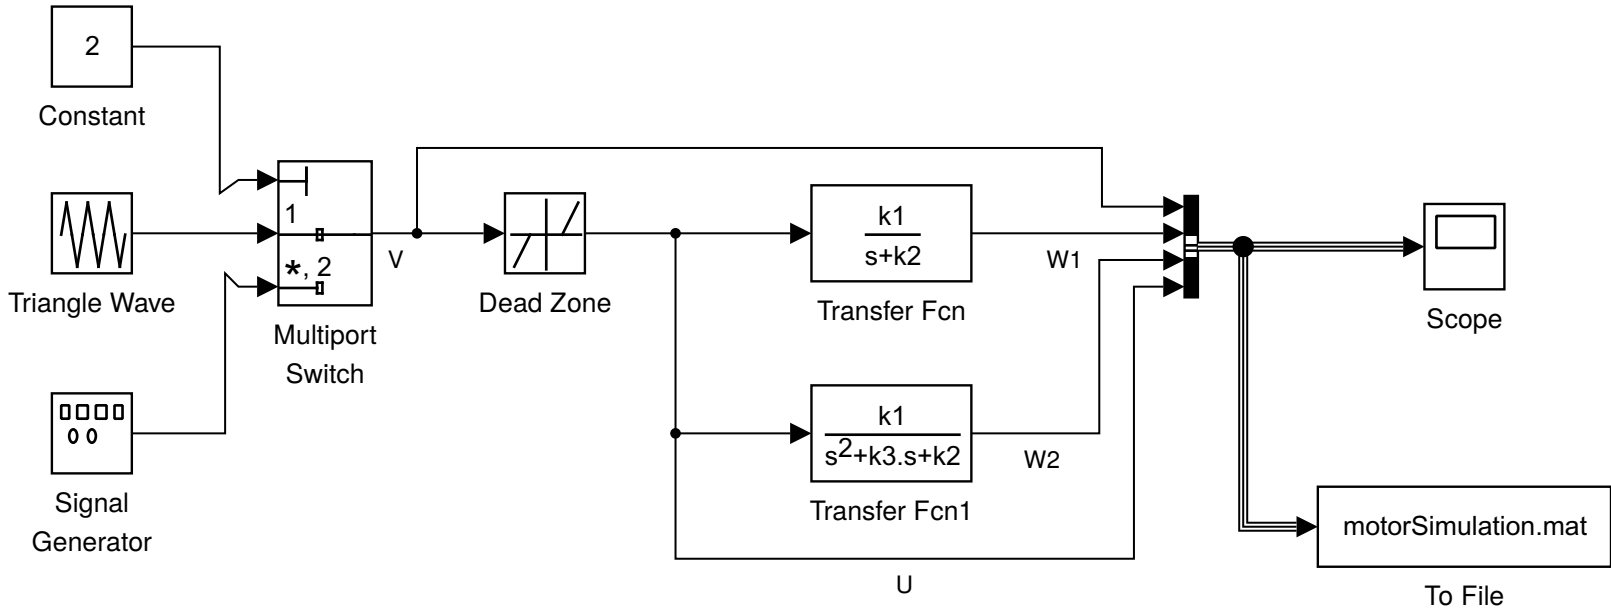 2
Constant
Triangle Wave
Signal
Generator
1
*, 2
Multiport
Switch
V
Dead Zone
k1
s+k2
Transfer Fcn
W1
k1
s²+k3.s+k2
Transfer Fcn1
W2
U
Scope
motorSimulation.mat
To File